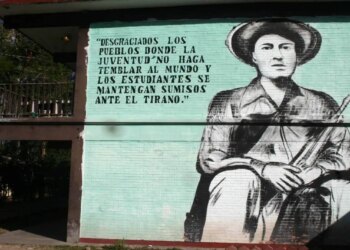 "DESGRACIADOS LOS
PUEBLOS DONDE LA
JUVENTUD NO HAGA
TEMBLAR AL MUNDO Y
LOS ESTUDIANTES SE
MANTENGAN SUMISOS
ANTE EL TIRANO."